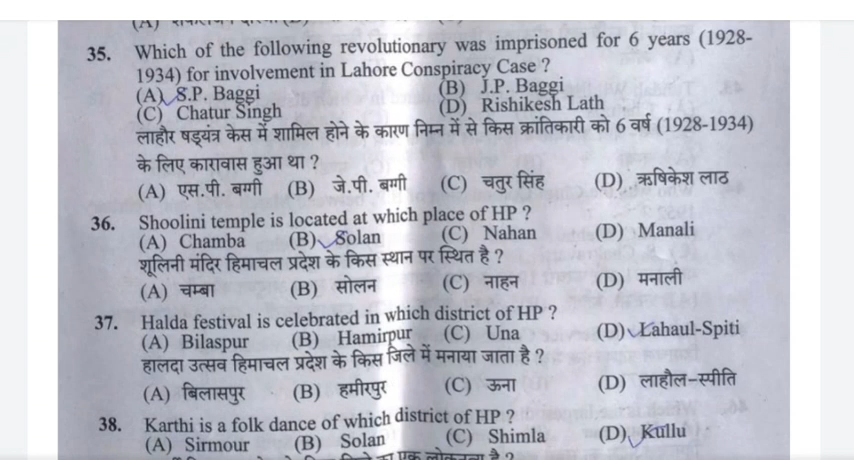 35. Which of the following revolutionary was imprisoned for 6 years (1928-
1934) for involvement in Lahore Conspiracy Case ?
(A) S.P. Baggi (B) J.P. Baggi
(C) Chatur Singh (D) Rishikesh Lath
लाहौर षड्यंत्र केस में शामिल होने के कारण निम्न में से किस क्रांतिकारी को 6 वर्ष (1928-1934)
के लिए कारावास हुआ था ?
(A) एस.पी. बग्गी (B) जे.पी. बग्गी (C) चतुर सिंह (D) ऋषिकेश लाठ
36. Shoolini temple is located at which place of HP ?
(A) Chamba (B) Solan (C) Nahan (D) Manali
शूलिनी मंदिर हिमाचल प्रदेश के किस स्थान पर स्थित है ?
(A) चम्बा (B) सोलन (C) नाहन (D) मनाली
37. Halda festival is celebrated in which district of HP ?
(A) Bilaspur (B) Hamirpur (C) Una (D) Lahaul-Spiti
हालदा उत्सव हिमाचल प्रदेश के किस जिले में मनाया जाता है ?
(A) बिलासपुर (B) हमीरपुर (C) ऊना (D) लाहौल-स्पीति
38. Karthi is a folk dance of which district of HP ?
(A) Sirmour (B) Solan (C) Shimla (D) Kullu